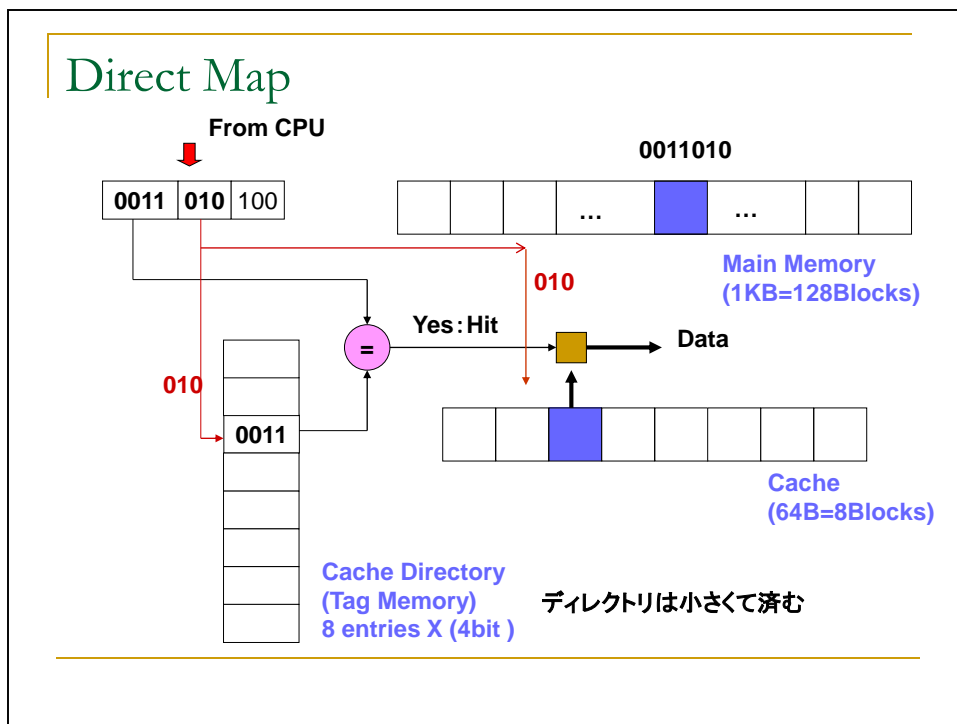 Direct Map
From CPU
0011 010 100
0011010
... ...
Main Memory
(1KB=128Blocks)
010
Yes:Hit
=
Data
010
0011
Cache
(64B=8Blocks)
Cache Directory
(Tag Memory)
8 entries X (4bit )
ディレクトリは小さくて済む